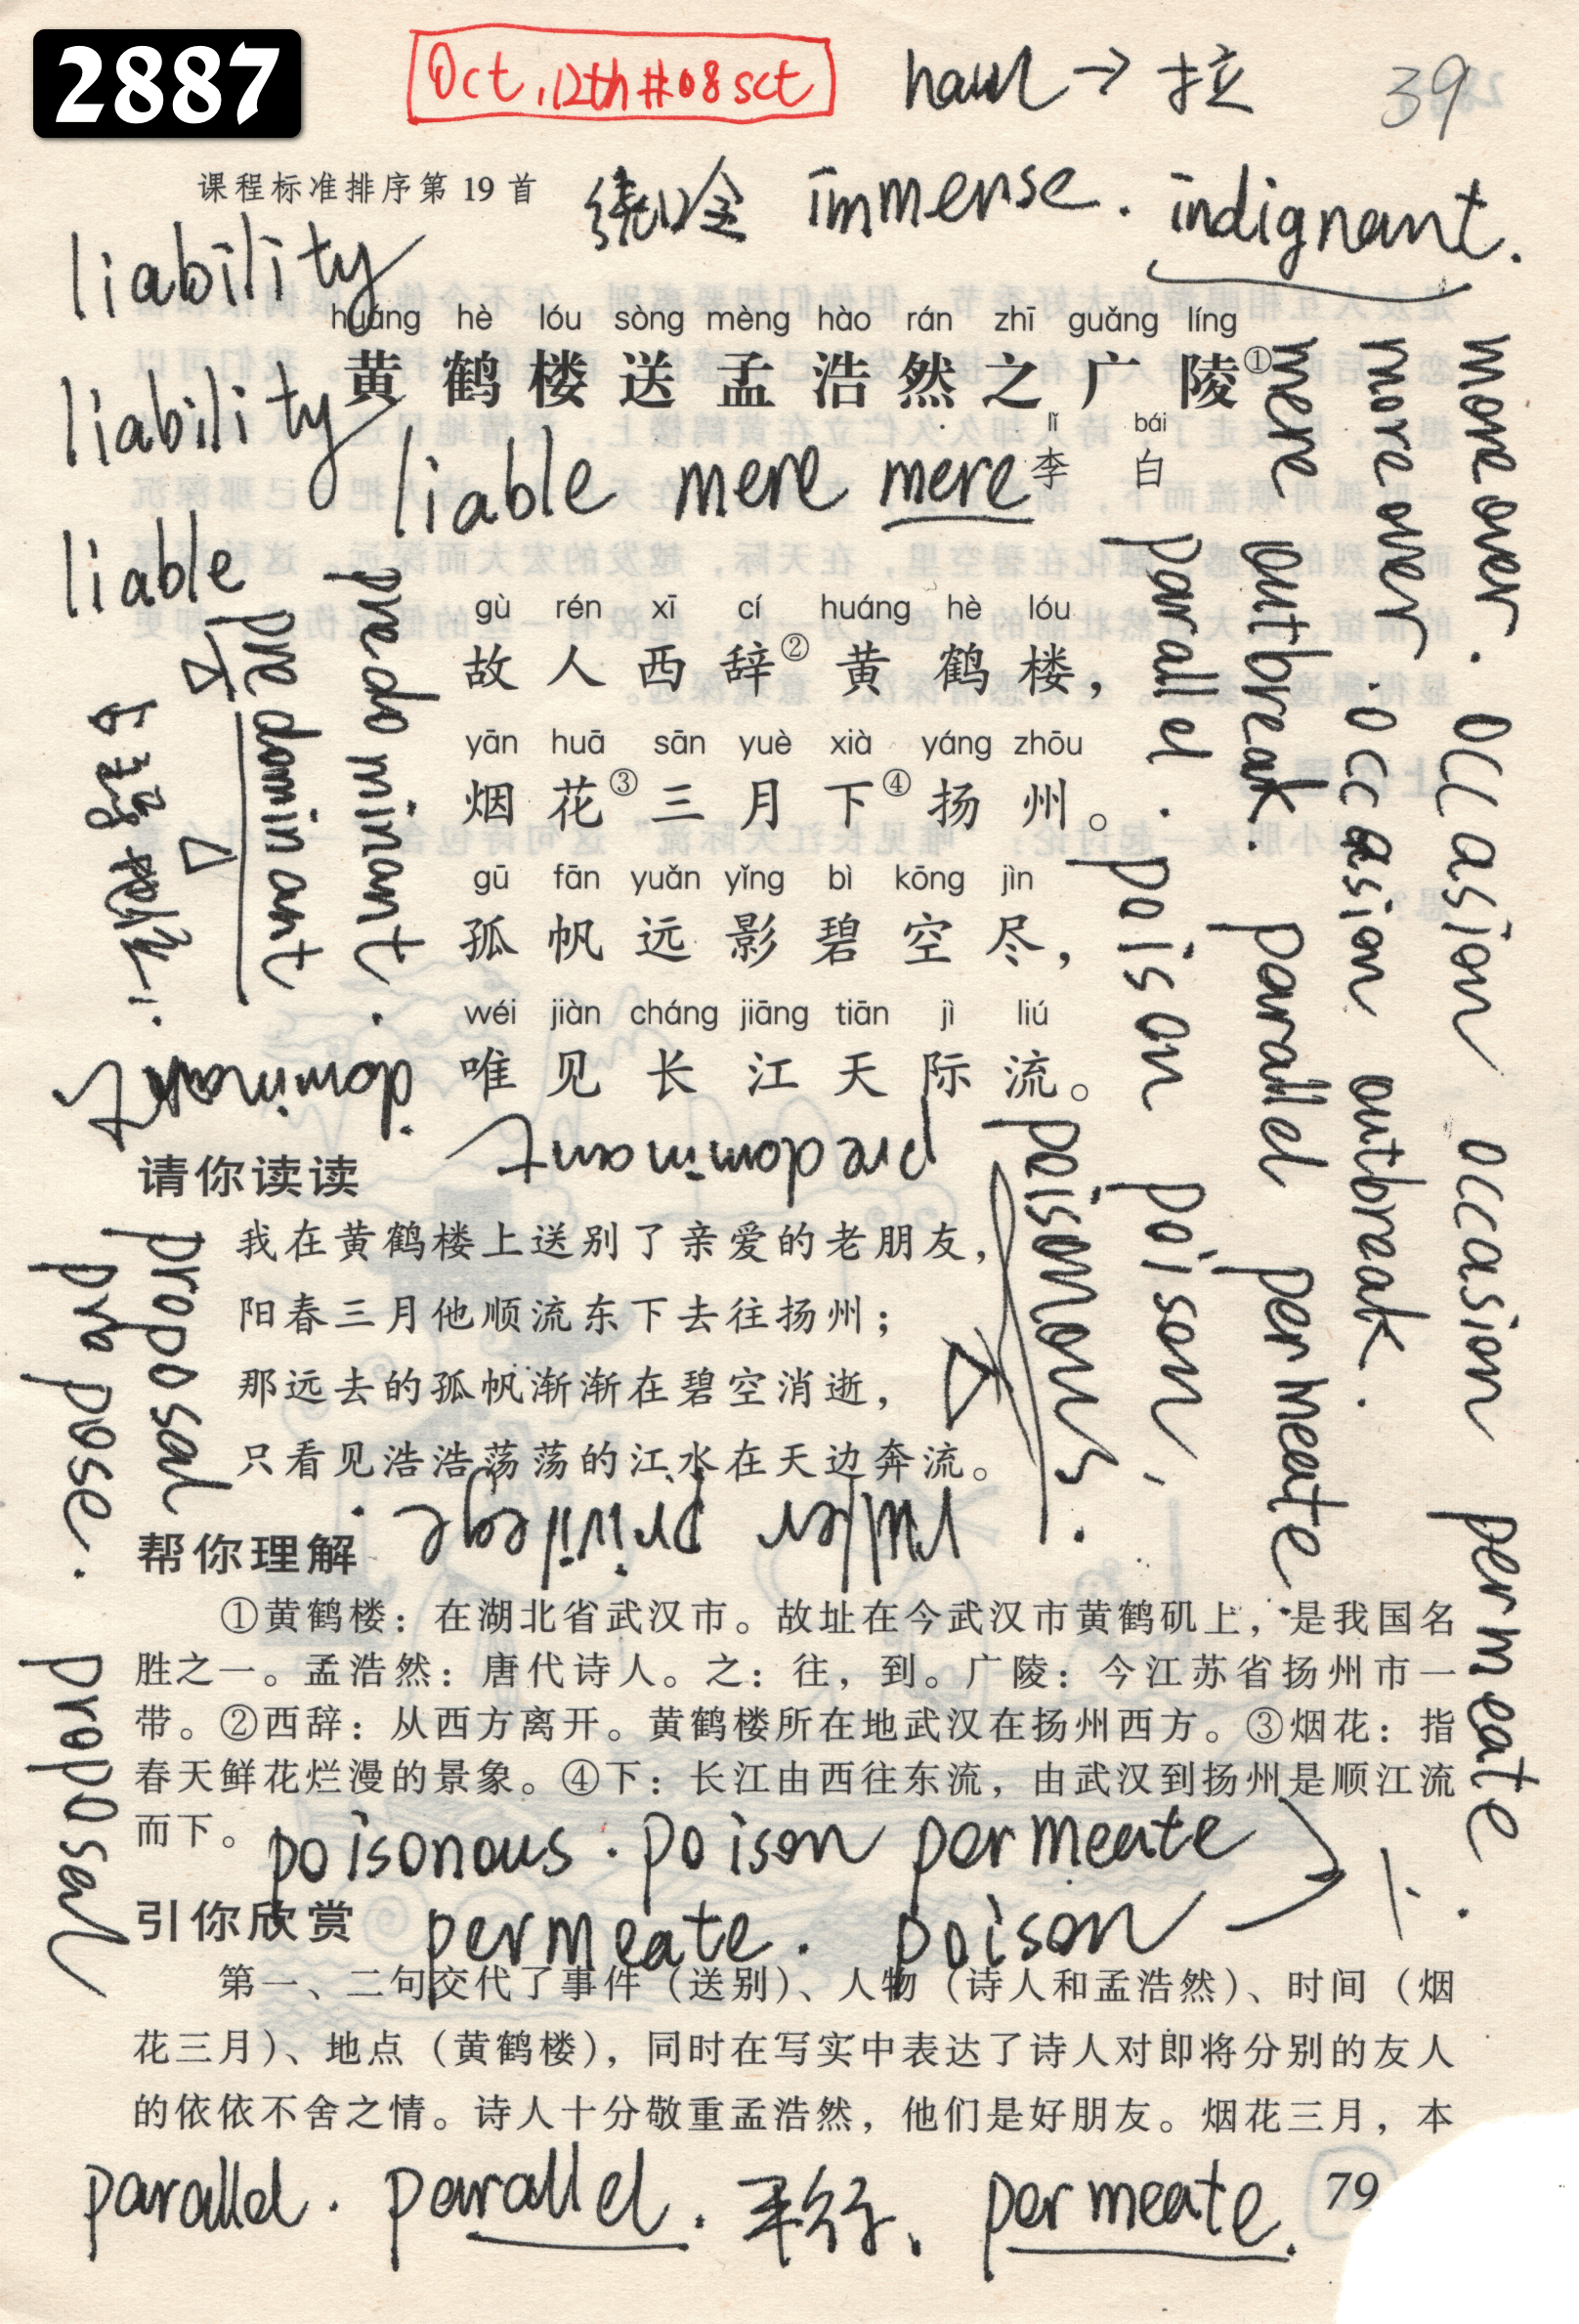 2887
Oct, 12th #08 sct
haul → 拉
39
课程标准排序第 19 首
绕口令 immense. indignant.
liability
huáng hè lóu sòng mèng hào rán zhī guǎng líng
黄鹤楼送孟浩然之广陵①
liability
liable mere mere
lǐ bái
李白
liable
gù rén xī cí huáng hè lóu
故人西辞②黄鹤楼，
yān huā sān yuè xià yáng zhōu
烟花③三月下④扬州。
gū fān yuǎn yǐng bì kōng jìn
孤帆远影碧空尽，
wéi jiàn cháng jiāng tiān jì liú
唯见长江天际流。
predominant
predominant.
dominant.
predominant
mere outbreak. parallel permeate
moreover. occasion outbreak.
moreover. occasion occasion permeate.
parallel. poison poison,
poisonous.
请你读读
我在黄鹤楼上送别了亲爱的老朋友，
阳春三月他顺流东下去往扬州；
那远去的孤帆渐渐在碧空消逝，
只看见浩浩荡荡的江水在天边奔流。
proposal
propose.
proposal
privilege.
帮你理解
①黄鹤楼：在湖北省武汉市。故址在今武汉市黄鹤矶上，是我国名
胜之一。孟浩然：唐代诗人。之：往，到。广陵：今江苏省扬州市一
带。②西辞：从西方离开。黄鹤楼所在地武汉在扬州西方。③烟花：指
春天鲜花烂漫的景象。④下：长江由西往东流，由武汉到扬州是顺江流
而下。
poisonous. poison permeate
引你欣赏
permeate. poison
第一、二句交代了事件（送别）、人物（诗人和孟浩然）、时间（烟
花三月）、地点（黄鹤楼），同时在写实中表达了诗人对即将分别的友人
的依依不舍之情。诗人十分敬重孟浩然，他们是好朋友。烟花三月，本
parallel. parallel. 平行、permeate.
79